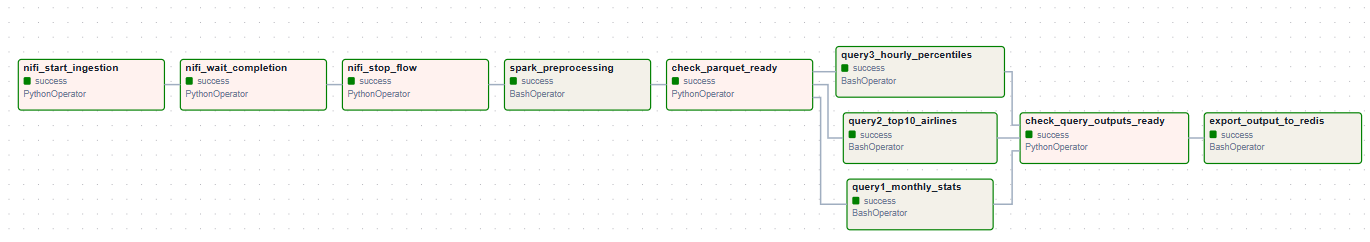 nifi_start_ingestion
success
PythonOperator
nifi_wait_completion
success
PythonOperator
nifi_stop_flow
success
PythonOperator
spark_preprocessing
success
BashOperator
check_parquet_ready
success
PythonOperator
query3_hourly_percentiles
success
BashOperator
query2_top10_airlines
success
BashOperator
query1_monthly_stats
success
BashOperator
check_query_outputs_ready
success
PythonOperator
export_output_to_redis
success
BashOperator